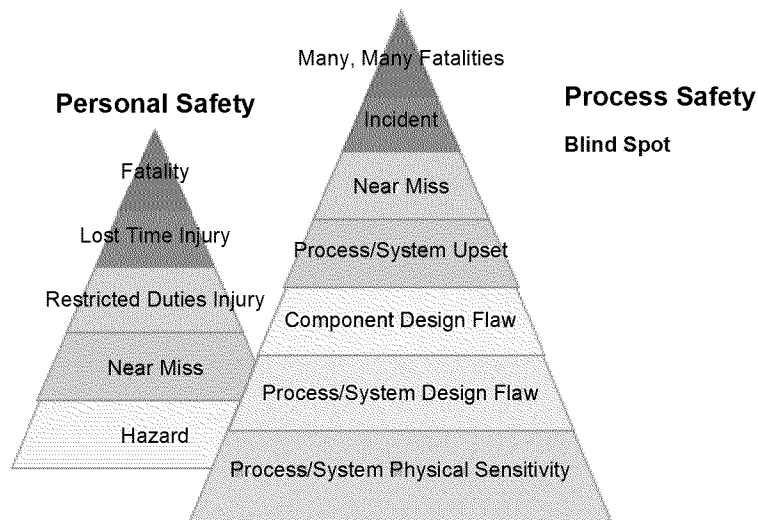 Personal Safety
Fatality
Lost Time Injury
Restricted Duties Injury
Near Miss
Hazard
Many, Many Fatalities
Incident
Near Miss
Process/System Upset
Component Design Flaw
Process/System Design Flaw
Process/System Physical Sensitivity
Process Safety
Blind Spot